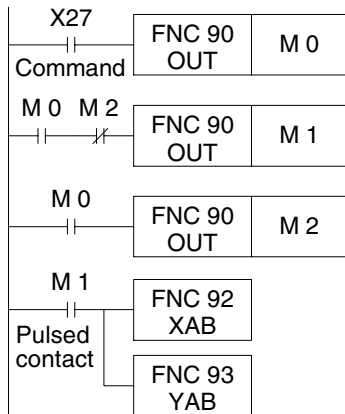 X27
Command
FNC 90
OUT
M 0
M 0 M 2
FNC 90
OUT
M 1
M 0
FNC 90
OUT
M 2
M 1
Pulsed
contact
FNC 92
XAB
FNC 93
YAB